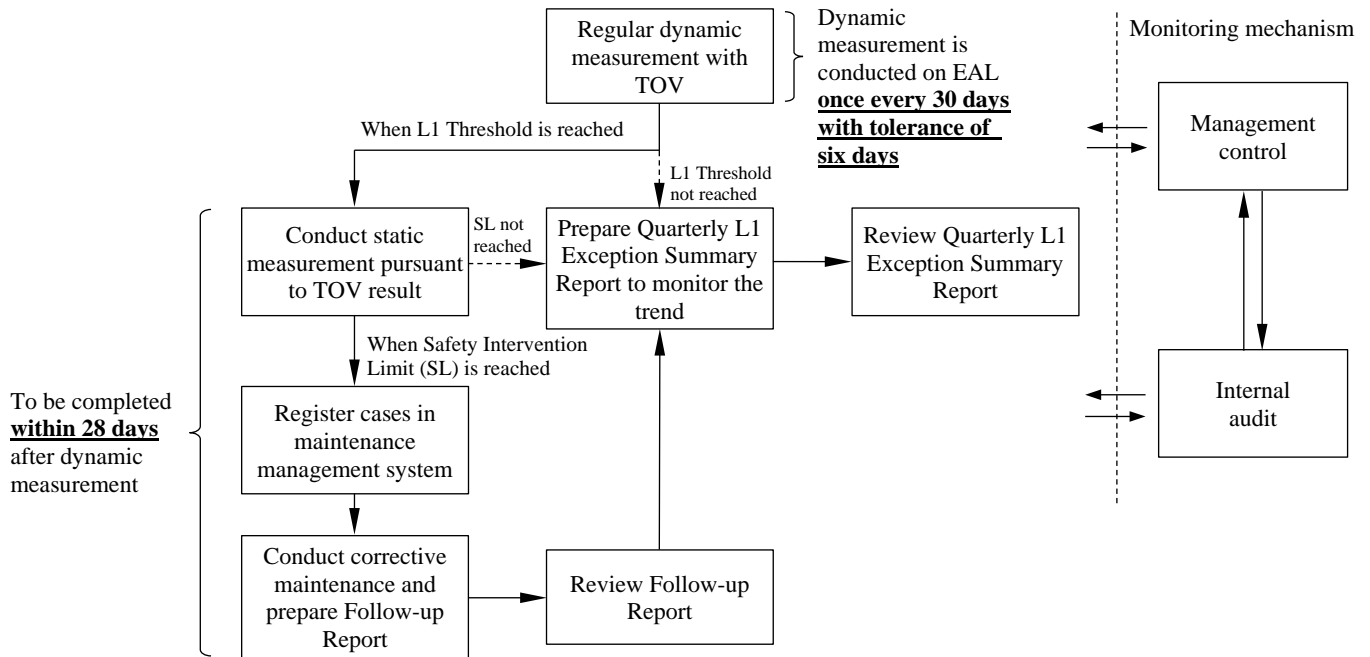 Regular dynamic
measurement with
TOV
Dynamic
measurement is
conducted on EAL
once every 30 days
with tolerance of
six days
Monitoring mechanism
When L1 Threshold is reached
L1 Threshold
not reached
Management
control
Conduct static
measurement pursuant
to TOV result
SL not
reached
Prepare Quarterly L1
Exception Summary
Report to monitor the
trend
Review Quarterly L1
Exception Summary
Report
When Safety Intervention
Limit (SL) is reached
To be completed
within 28 days
after dynamic
measurement
Register cases in
maintenance
management system
Internal
audit
Conduct corrective
maintenance and
prepare Follow-up
Report
Review Follow-up
Report